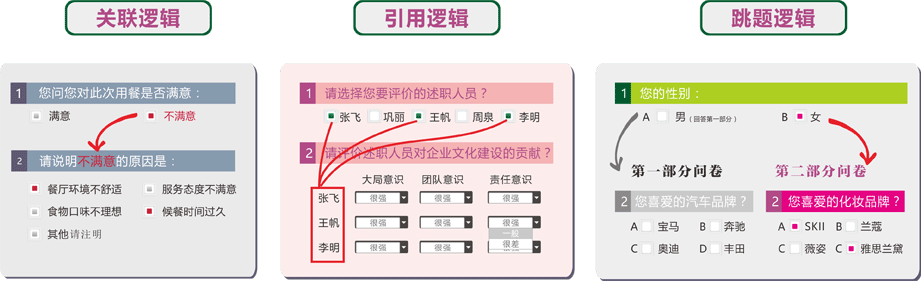 关联逻辑
1 您问您对此次用餐是否满意：
满意 不满意
2 请说明不满意的原因是：
餐厅环境不舒适 服务态度不满意
食物口味不理想 候餐时间过久
其他请注明
引用逻辑
1 请选择您要评价的述职人员？
张飞 巩丽 王帆 周泉 李明
2 请评价述职人员对企业文化建设的贡献？
大局意识 团队意识 责任意识
张飞 很强 很强 很强
王帆 很强 很强 很强
一般
很差
李明 很强 很强 很强
跳题逻辑
1 您的性别：
A 男（回答第一部分） B 女
第一部分问卷
2 您喜爱的汽车品牌？
A 宝马 B 奔驰
C 奥迪 D 丰田
第二部分问卷
2 您喜爱的化妆品牌？
A SKII B 兰蔻
C 薇姿 C 雅思兰黛